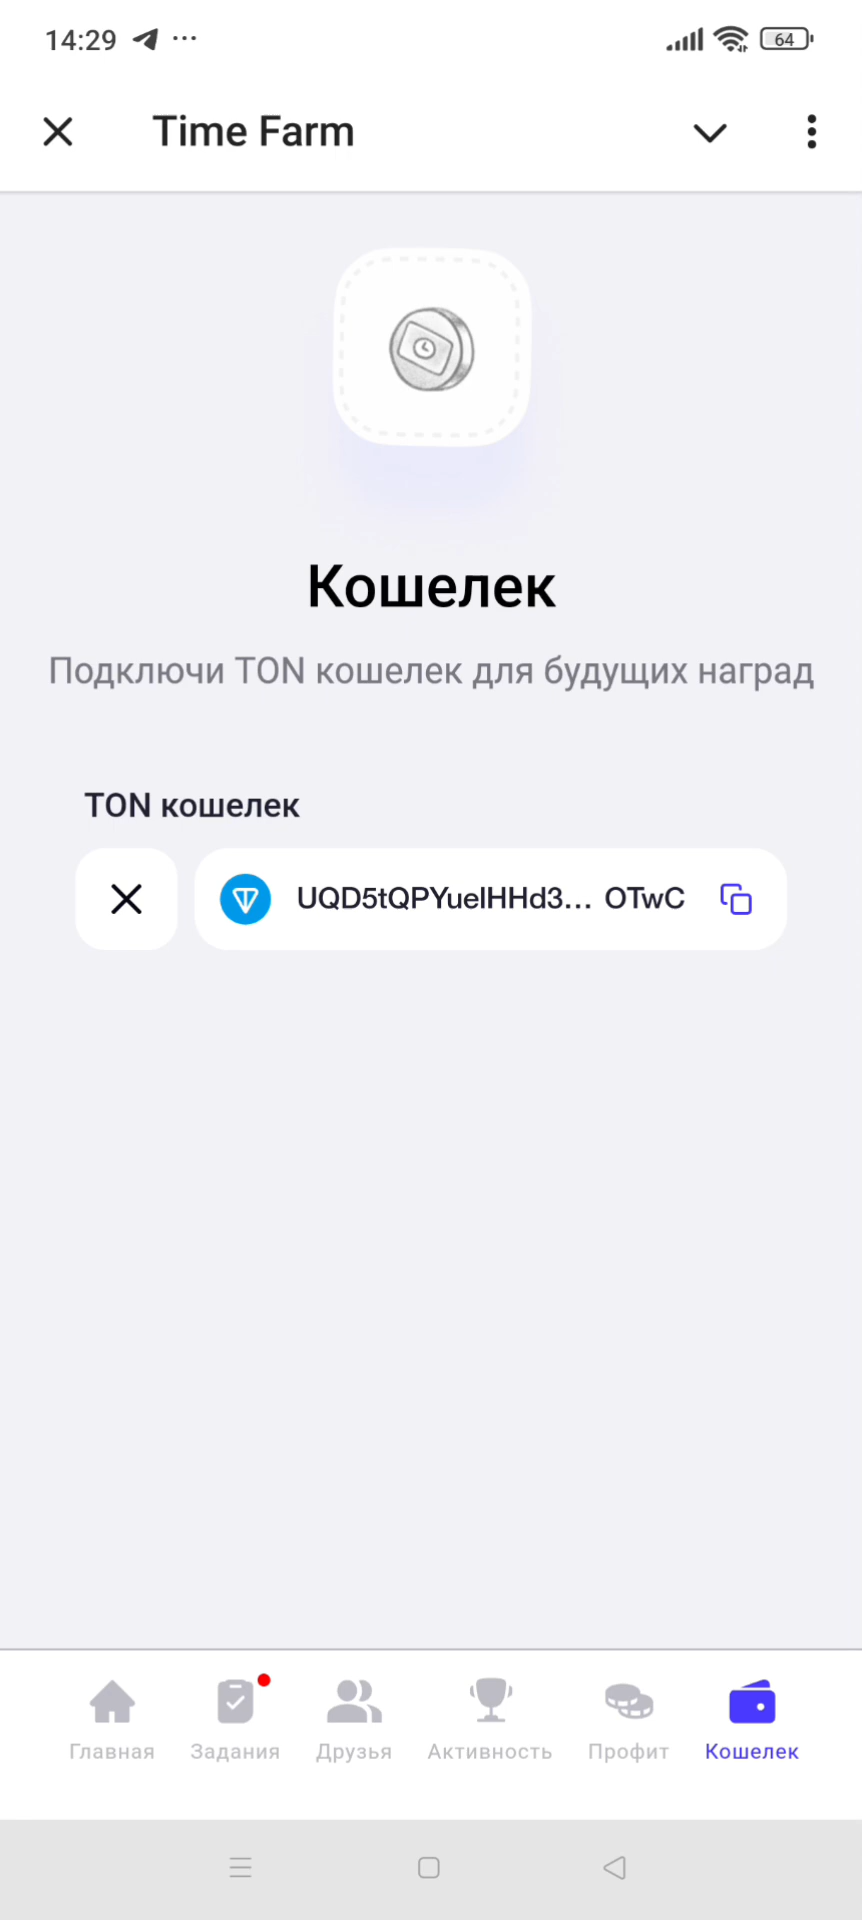 14:29 ...
64
Time Farm
Кошелек
Подключи TON кошелек для будущих наград
TON кошелек
UQD5tQPYuelHHd3... OTwC
Главная Задания Друзья Активность Профит Кошелек